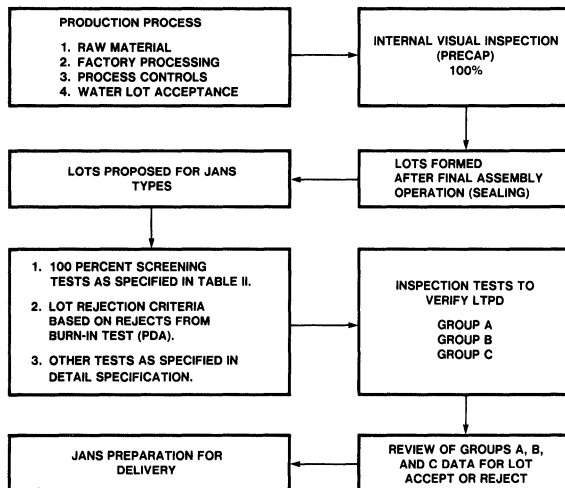 PRODUCTION PROCESS
1. RAW MATERIAL
2. FACTORY PROCESSING
3. PROCESS CONTROLS
4. WATER LOT ACCEPTANCE
INTERNAL VISUAL INSPECTION
(PRECAP)
100%
LOTS PROPOSED FOR JANS
TYPES
LOTS FORMED
AFTER FINAL ASSEMBLY
OPERATION (SEALING)
1. 100 PERCENT SCREENING
TESTS AS SPECIFIED IN TABLE II.
2. LOT REJECTION CRITERIA
BASED ON REJECTS FROM
BURN-IN TEST (PDA).
3. OTHER TESTS AS SPECIFIED IN
DETAIL SPECIFICATION.
INSPECTION TESTS TO
VERIFY LTPD
GROUP A
GROUP B
GROUP C
JANS PREPARATION FOR
DELIVERY
REVIEW OF GROUPS A, B,
AND C DATA FOR LOT
ACCEPT OR REJECT